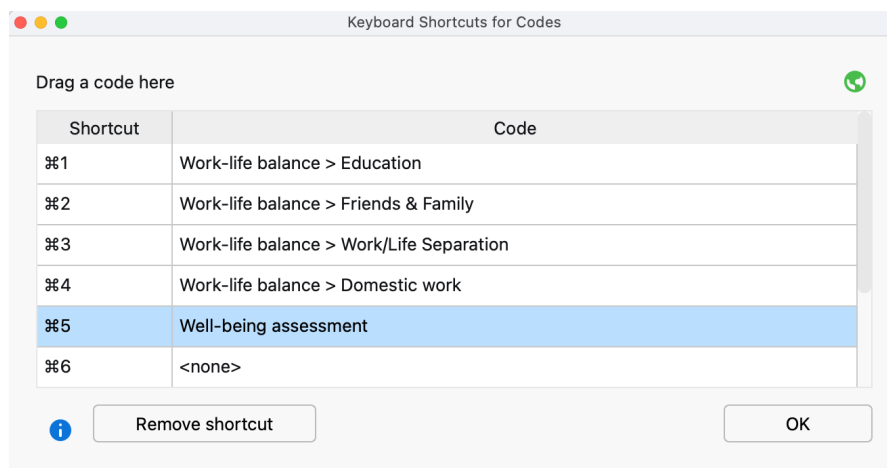 Keyboard Shortcuts for Codes
Drag a code here
Shortcut Code
⌘1 Work-life balance > Education
⌘2 Work-life balance > Friends & Family
⌘3 Work-life balance > Work/Life Separation
⌘4 Work-life balance > Domestic work
⌘5 Well-being assessment
⌘6 <none>
Remove shortcut OK